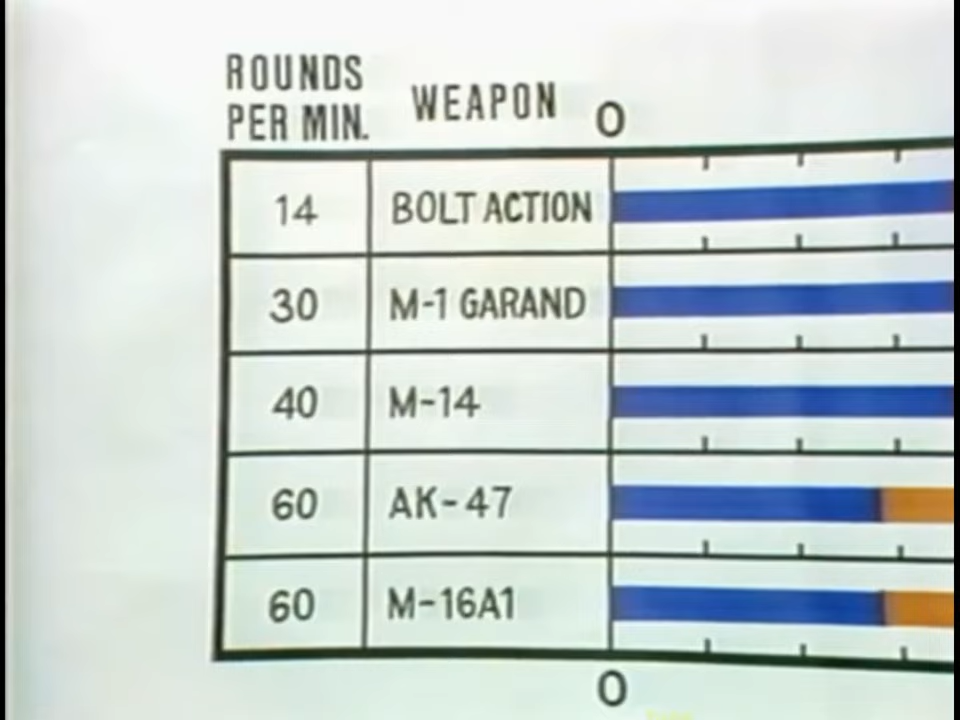 ROUNDS
PER MIN.
WEAPON
0
14 BOLT ACTION
30 M-1 GARAND
40 M-14
60 AK-47
60 M-16A1
0